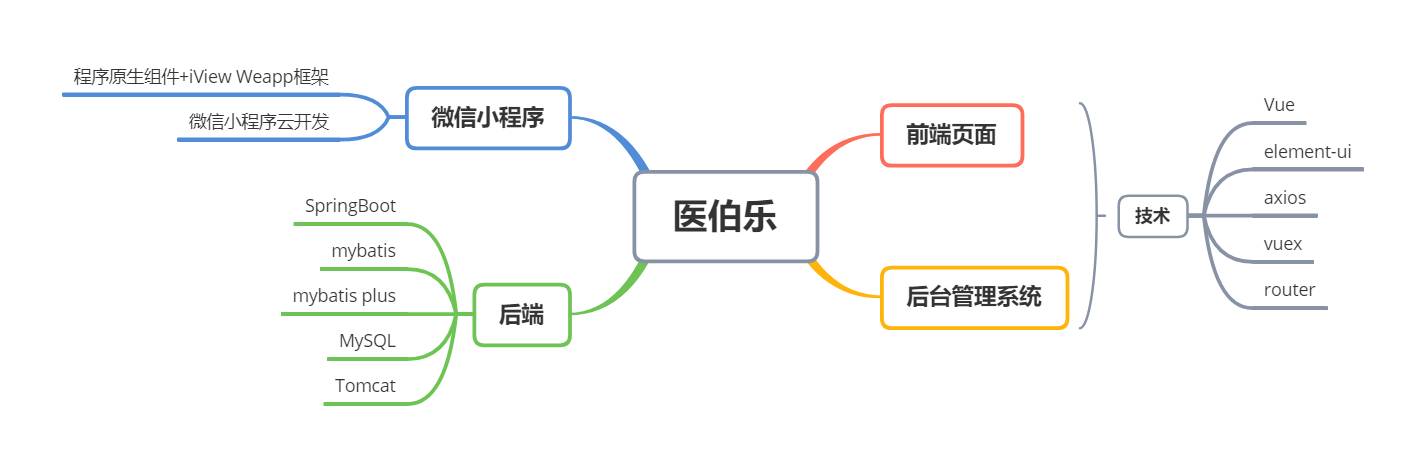 医伯乐
微信小程序
程序原生组件+iView Weapp框架
微信小程序云开发
后端
SpringBoot
mybatis
mybatis plus
MySQL
Tomcat
前端页面
后台管理系统
技术
Vue
element-ui
axios
vuex
router